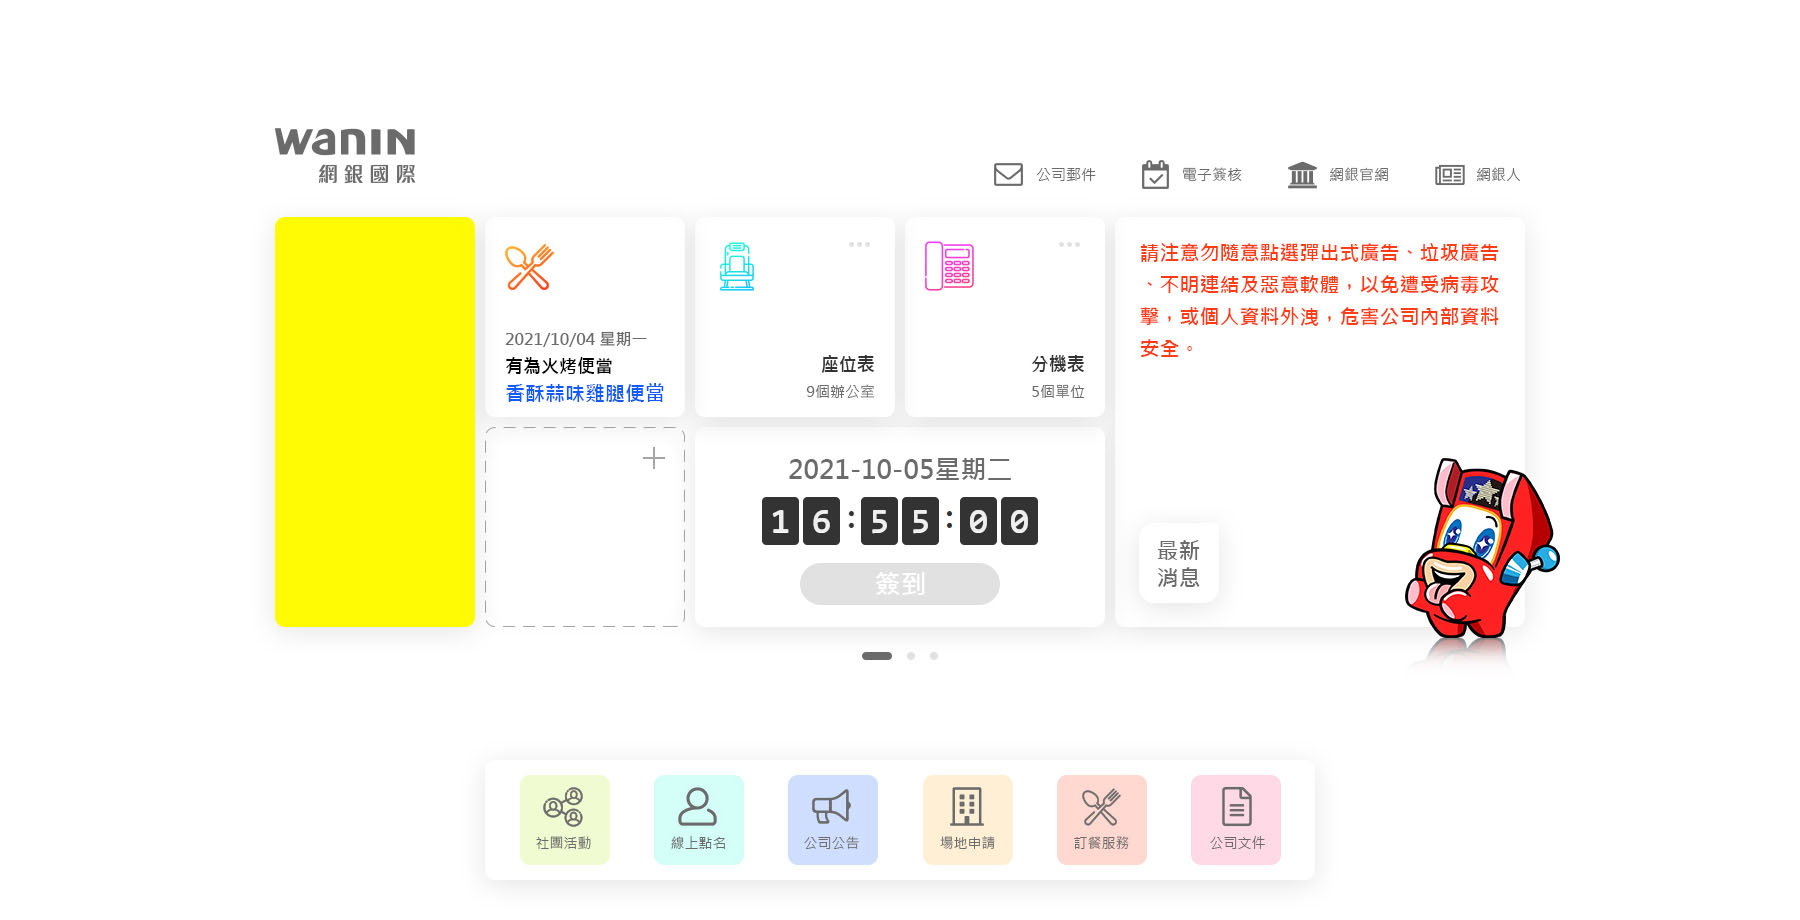 wanin
網銀國際
公司郵件
電子簽核
網銀官網
網銀人
2021/10/04 星期一
有為火烤便當
香酥蒜味雞腿便當
座位表
9個辦公室
分機表
5個單位
請注意勿隨意點選彈出式廣告、垃圾廣告
、不明連結及惡意軟體，以免遭受病毒攻
擊，或個人資料外洩，危害公司內部資料
安全。
2021-10-05星期二
16:55:00
簽到
最新
消息
社團活動
線上點名
公司公告
場地申請
訂餐服務
公司文件